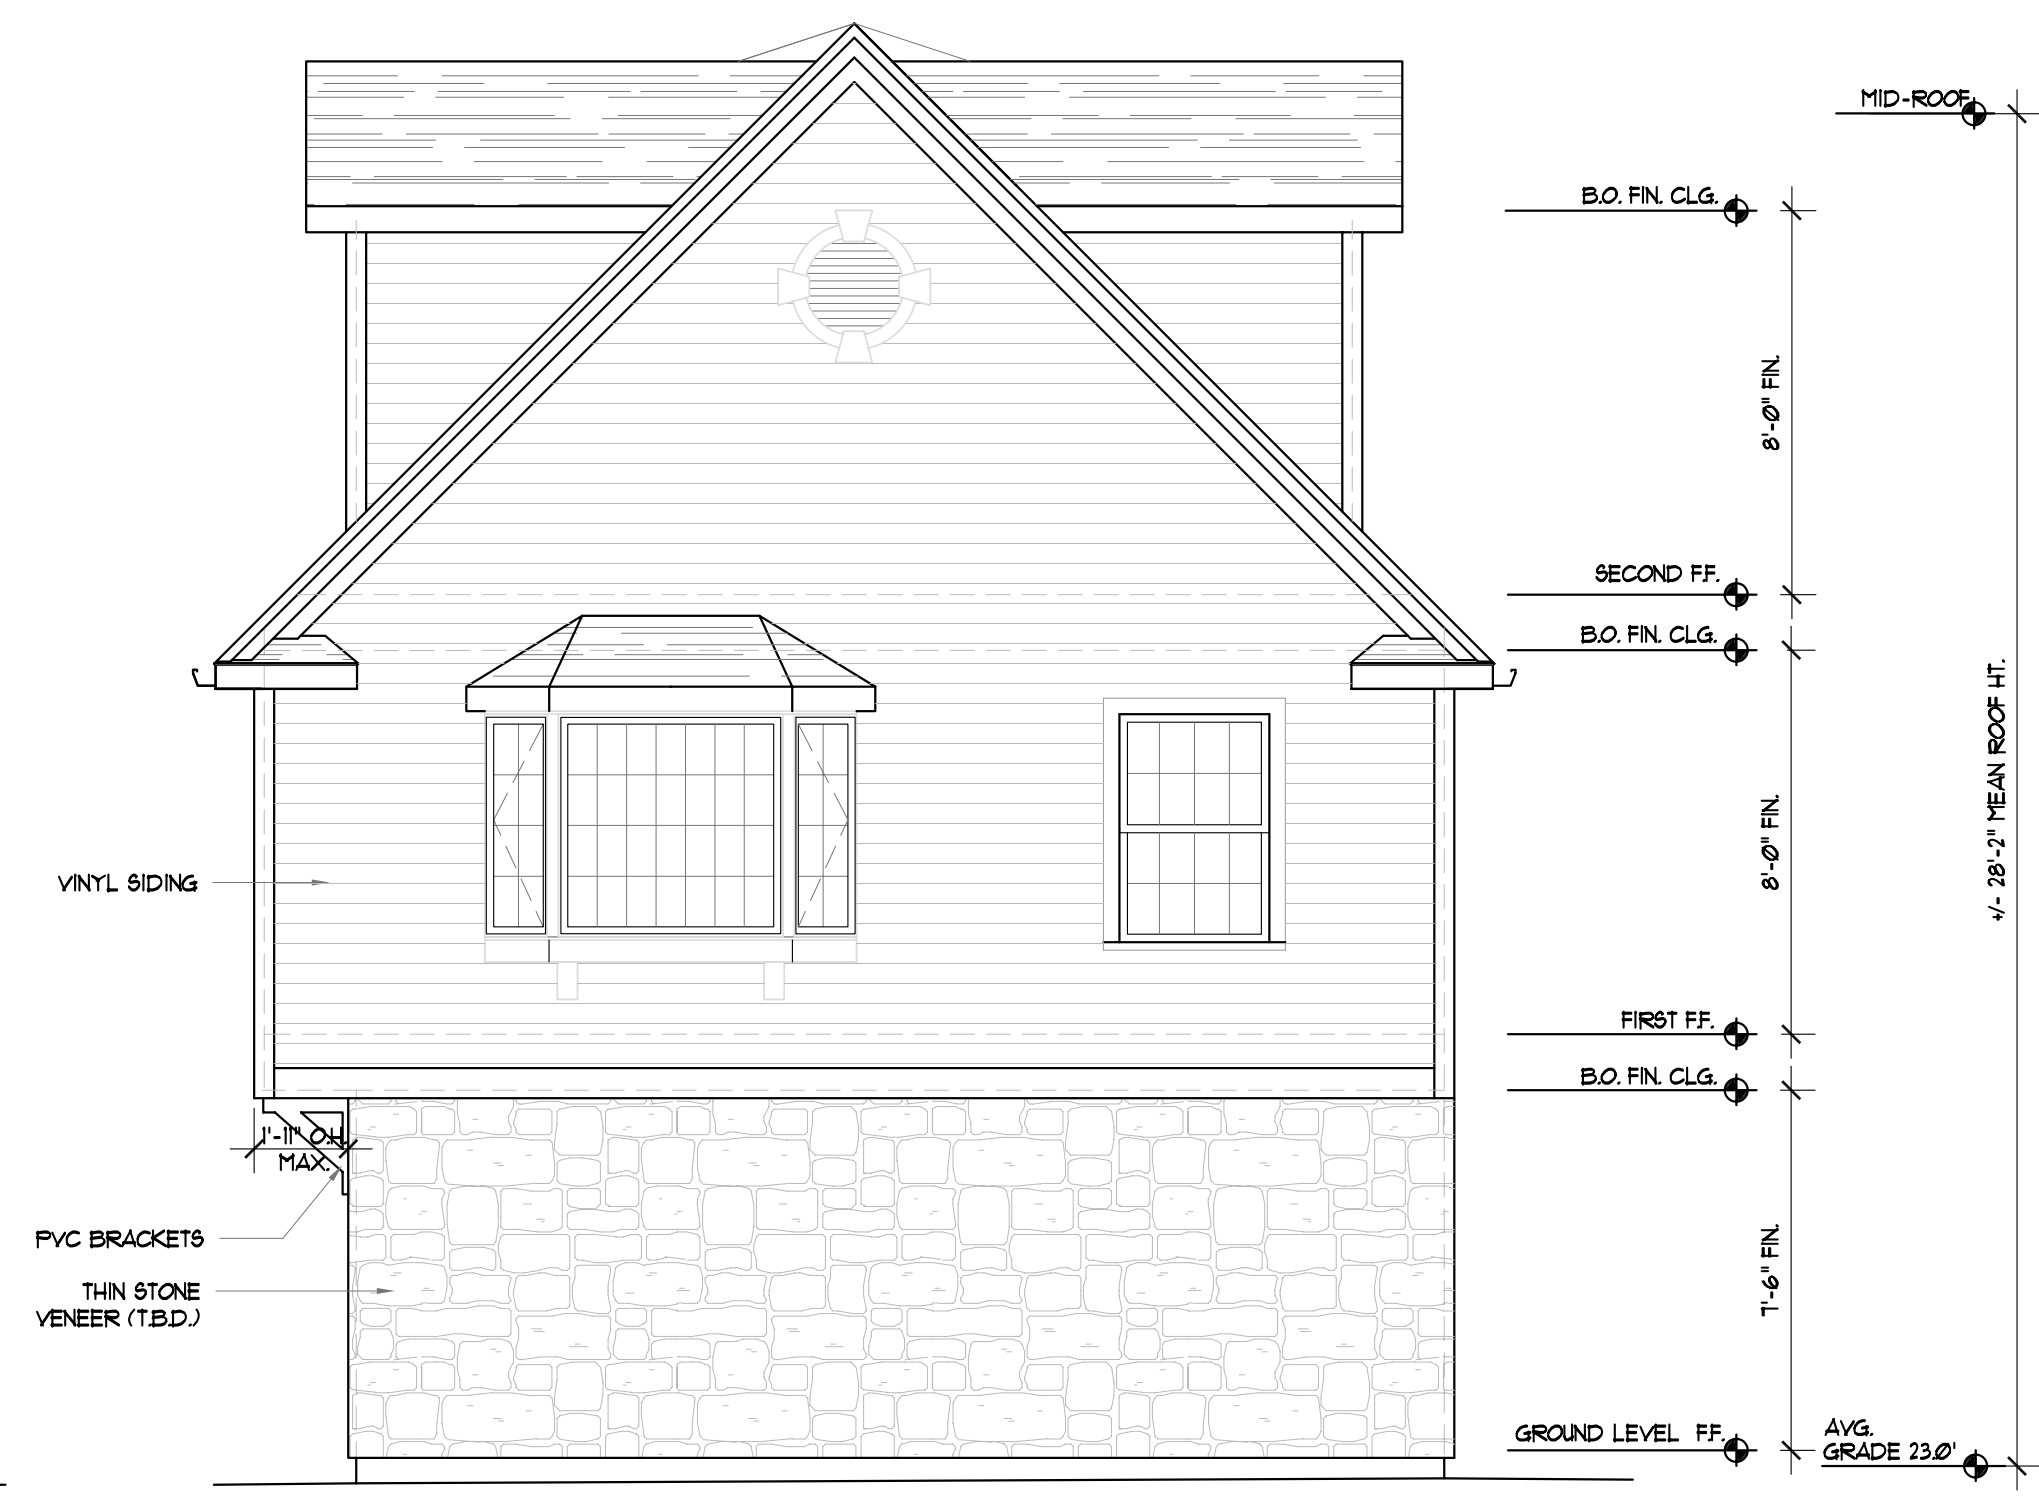 MID-ROOF
B.O. FIN. CLG.
8'-0" FIN.
SECOND F.F.
B.O. FIN. CLG.
+/- 28'-2" MEAN ROOF HT.
8'-0" FIN.
VINYL SIDING
FIRST F.F.
B.O. FIN. CLG.
1'-11" O.H.
MAX.
PVC BRACKETS
7'-6" FIN.
THIN STONE
VENEER (T.B.D.)
GROUND LEVEL F.F.
AVG.
GRADE 23.0'